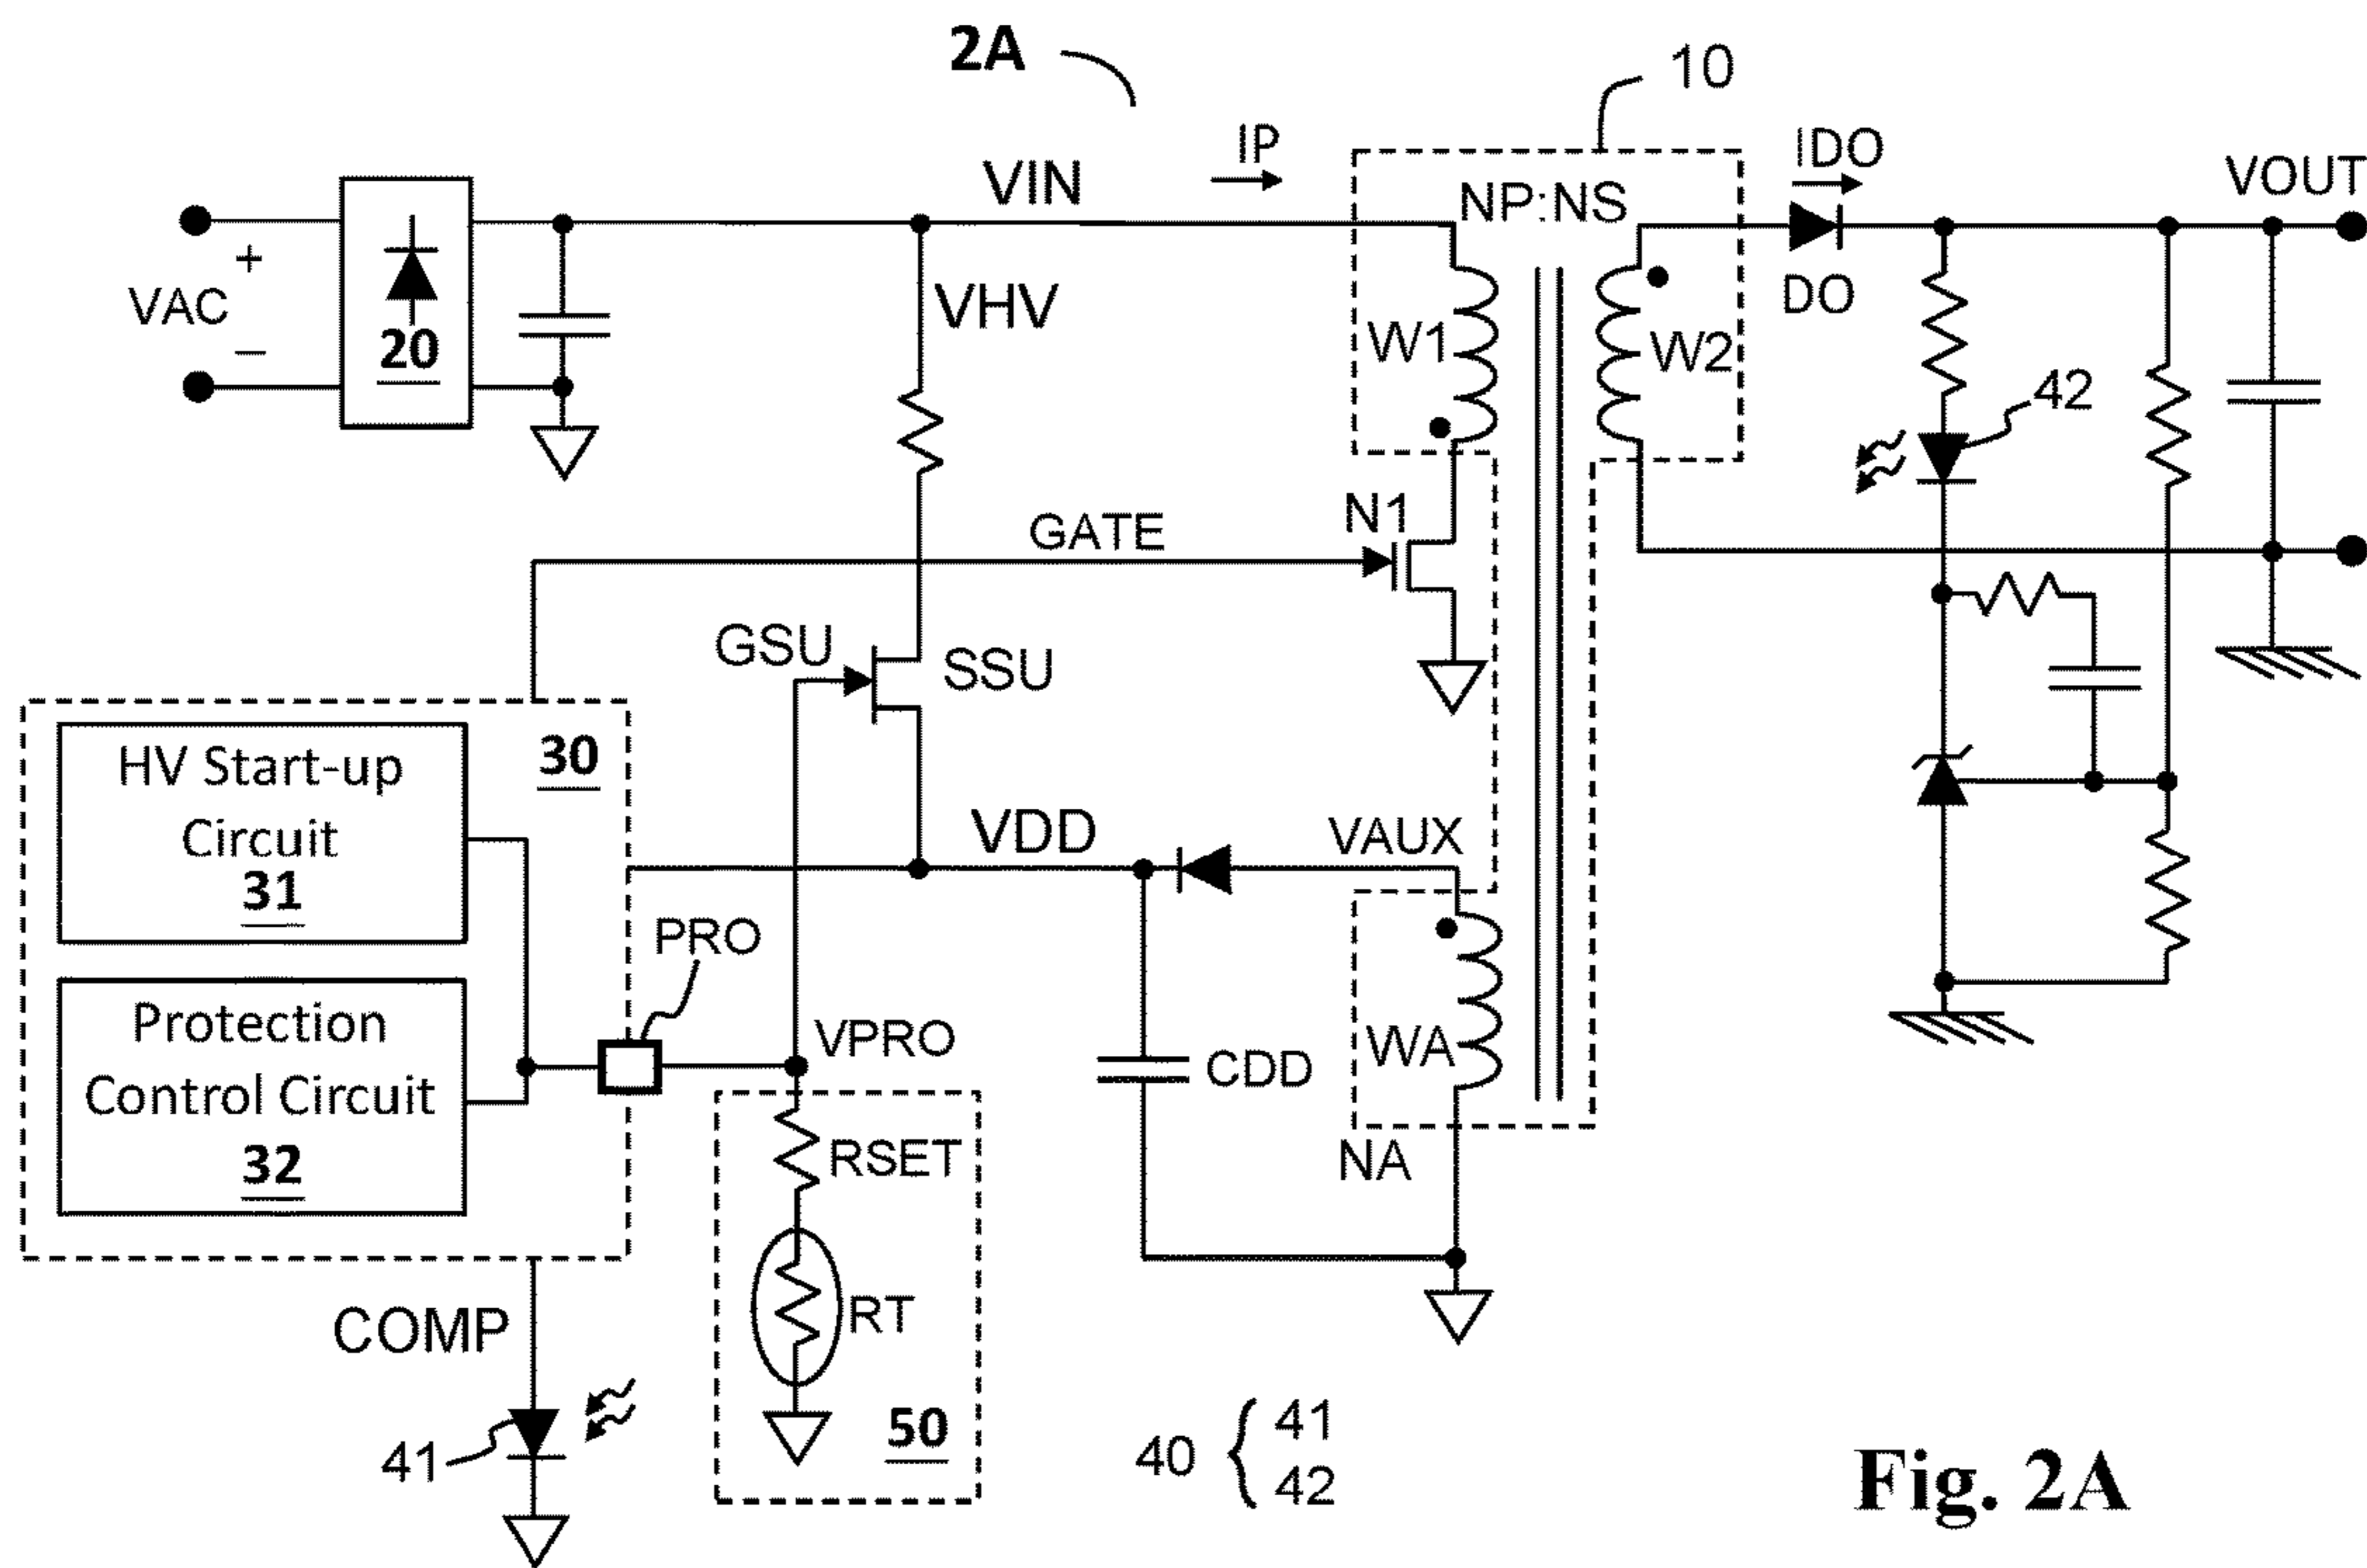 2A
10
IP
IDO
VIN
VOUT
NP:NS
+
VAC
−
20
VHV
DO
W1
W2
42
N1
GATE
GSU
SSU
30
HV Start-up
Circuit
31
VDD
VAUX
PRO
Protection
Control Circuit
32
VPRO
WA
CDD
RSET
NA
RT
COMP
41
50
40 { 41
42
Fig. 2A